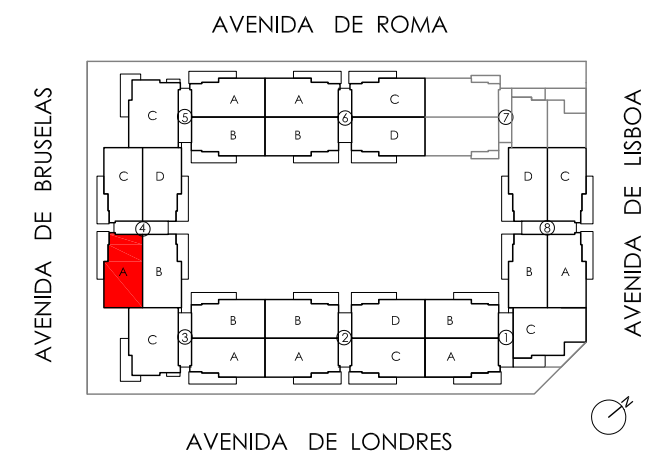 AVENIDA DE ROMA
AVENIDA DE BRUSELAS
AVENIDA DE LISBOA
C A A C
5 6 7
B B D
C D D C
4 8
A B B A
C B B D B C
3 2 1
A A C A
N
AVENIDA DE LONDRES